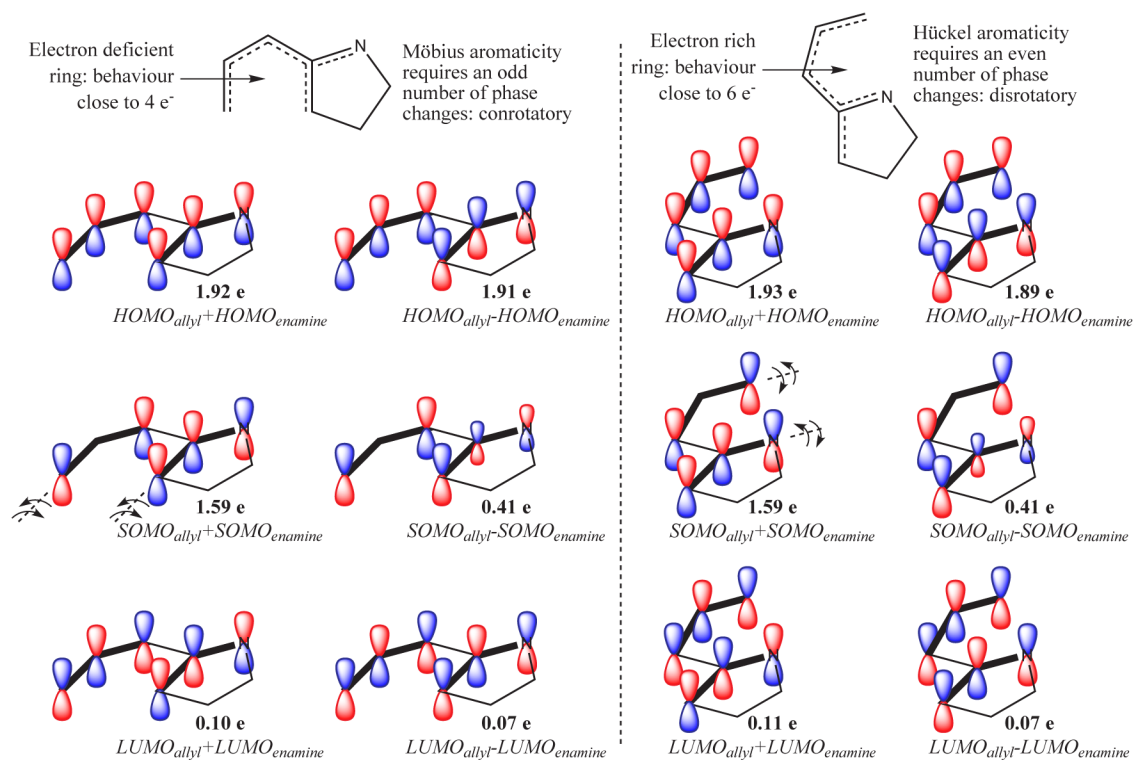 Electron deficient
ring: behaviour
close to 4 e⁻
N
Möbius aromaticity
requires an odd
number of phase
changes: conrotatory
Electron rich
ring: behaviour
close to 6 e⁻
N
Hückel aromaticity
requires an even
number of phase
changes: disrotatory
N
1.92 e
HOMOallyl+HOMOenamine
N
1.91 e
HOMOallyl-HOMOenamine
N
1.93 e
HOMOallyl+HOMOenamine
N
1.89 e
HOMOallyl-HOMOenamine
N
1.59 e
SOMOallyl+SOMOenamine
N
0.41 e
SOMOallyl-SOMOenamine
N
1.59 e
SOMOallyl+SOMOenamine
N
0.41 e
SOMOallyl-SOMOenamine
N
0.10 e
LUMOallyl+LUMOenamine
N
0.07 e
LUMOallyl-LUMOenamine
N
0.11 e
LUMOallyl+LUMOenamine
N
0.07 e
LUMOallyl-LUMOenamine